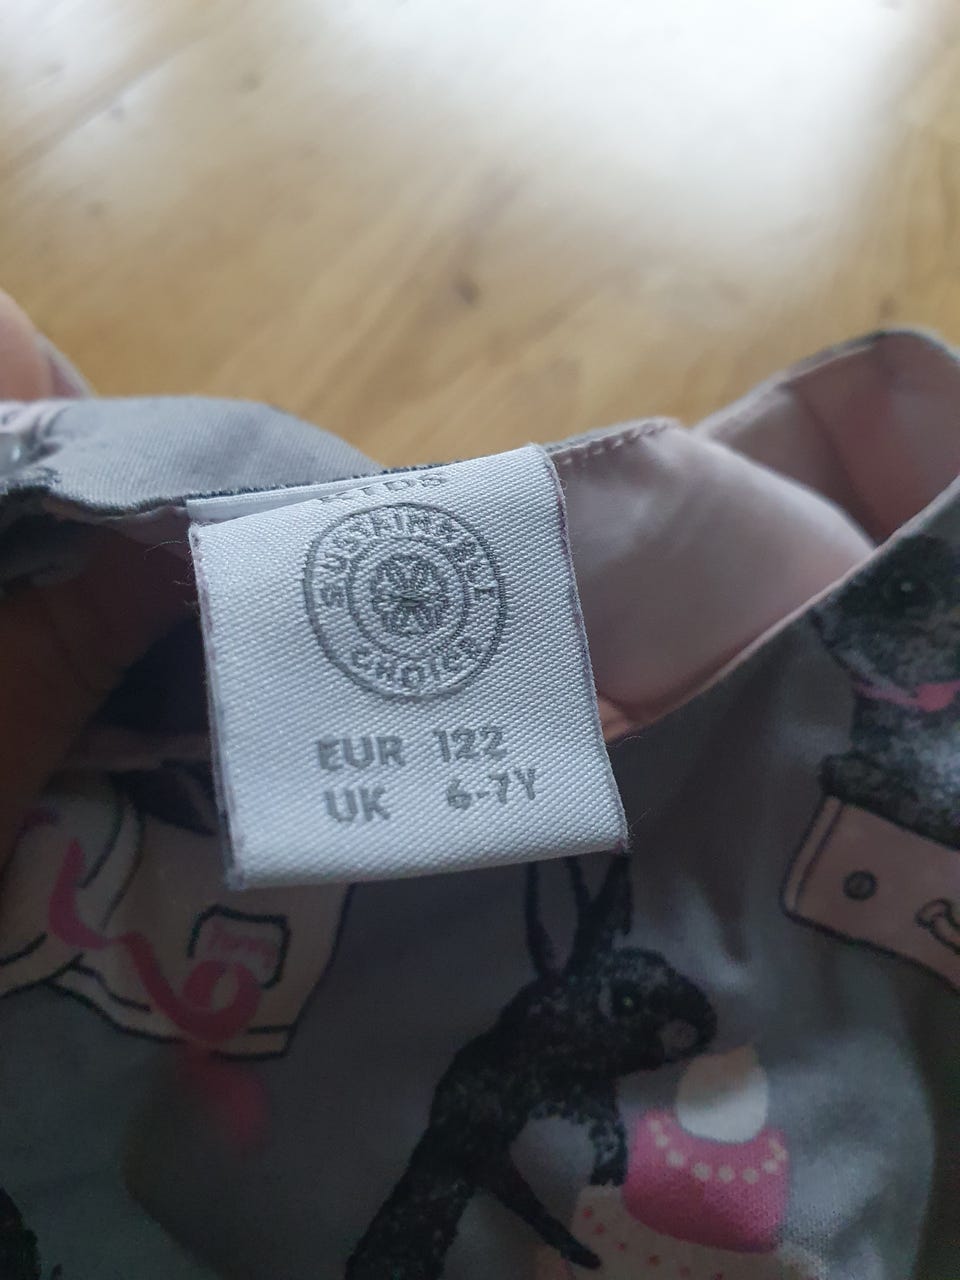 KIDS
SUSTAINABLE
CHOICE
EUR 122
UK 6-7Y